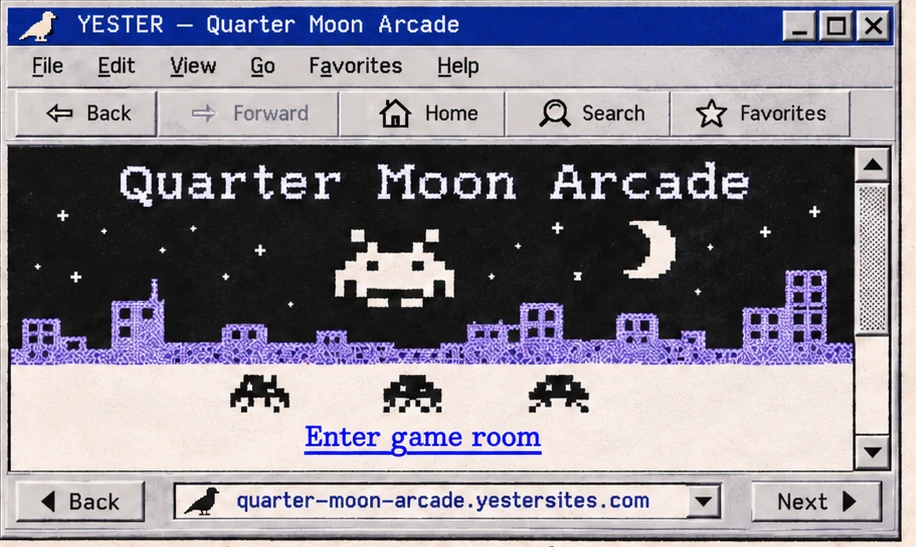 YESTER — Quarter Moon Arcade
File Edit View Go Favorites Help
Back Forward Home Search Favorites
Quarter Moon Arcade
Enter game room
Back quarter-moon-arcade.yestersites.com Next